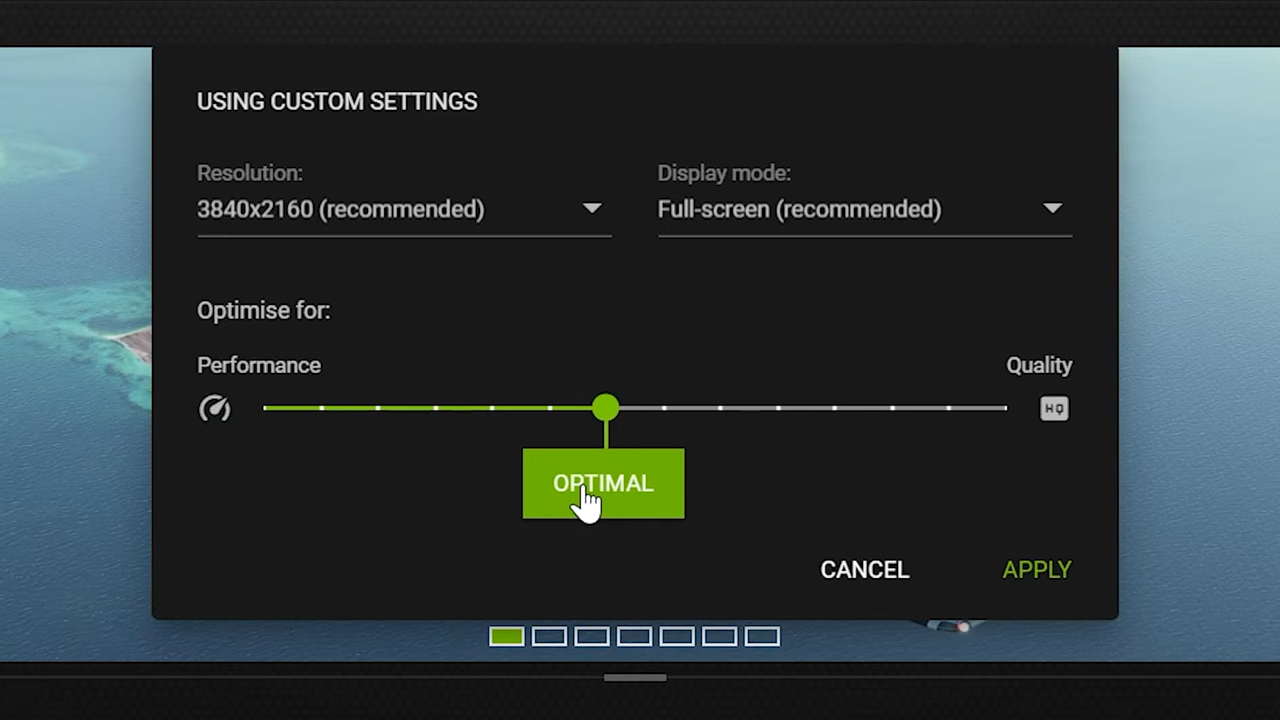 USING CUSTOM SETTINGS
Resolution:
3840x2160 (recommended)
Display mode:
Full-screen (recommended)
Optimise for:
Performance
Quality
HQ
OPTIMAL
CANCEL
APPLY